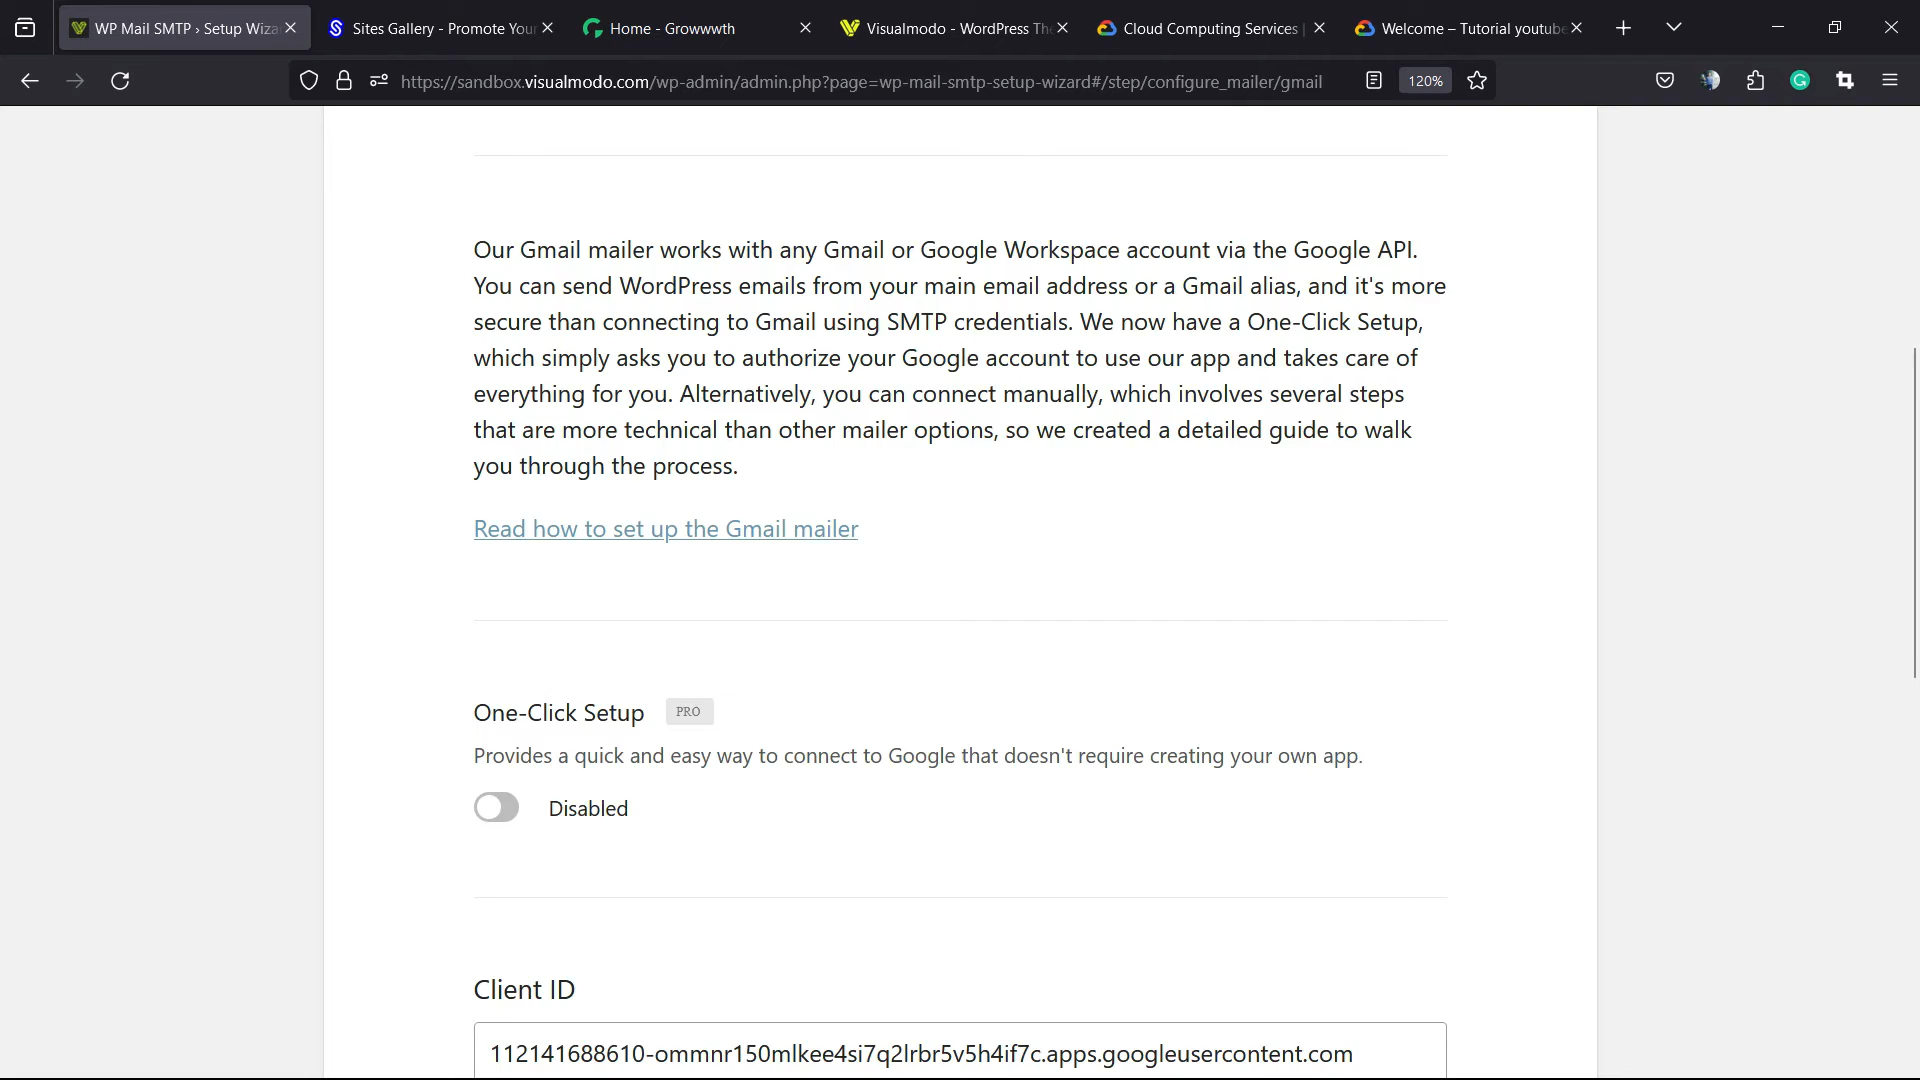 WP Mail SMTP › Setup Wiza
Sites Gallery - Promote Your
Home - Growwwth
Visualmodo - WordPress The
Cloud Computing Services |
Welcome – Tutorial youtube
https://sandbox.visualmodo.com/wp-admin/admin.php?page=wp-mail-smtp-setup-wizard#/step/configure_mailer/gmail
120%
Our Gmail mailer works with any Gmail or Google Workspace account via the Google API.
You can send WordPress emails from your main email address or a Gmail alias, and it's more
secure than connecting to Gmail using SMTP credentials. We now have a One-Click Setup,
which simply asks you to authorize your Google account to use our app and takes care of
everything for you. Alternatively, you can connect manually, which involves several steps
that are more technical than other mailer options, so we created a detailed guide to walk
you through the process.
Read how to set up the Gmail mailer
One-Click Setup PRO
Provides a quick and easy way to connect to Google that doesn't require creating your own app.
Disabled
Client ID
112141688610-ommnr150mlkee4si7q2lrbr5v5h4if7c.apps.googleusercontent.com